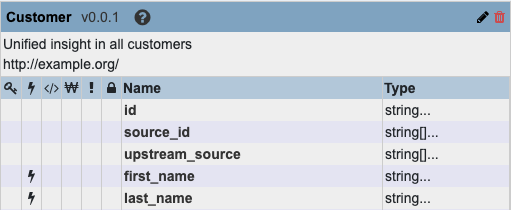 Customer v0.0.1 ?
Unified insight in all customers
http://example.org/
</> ₩ ! Name Type
id string...
source_id string[]...
upstream_source string[]...
first_name string...
last_name string...